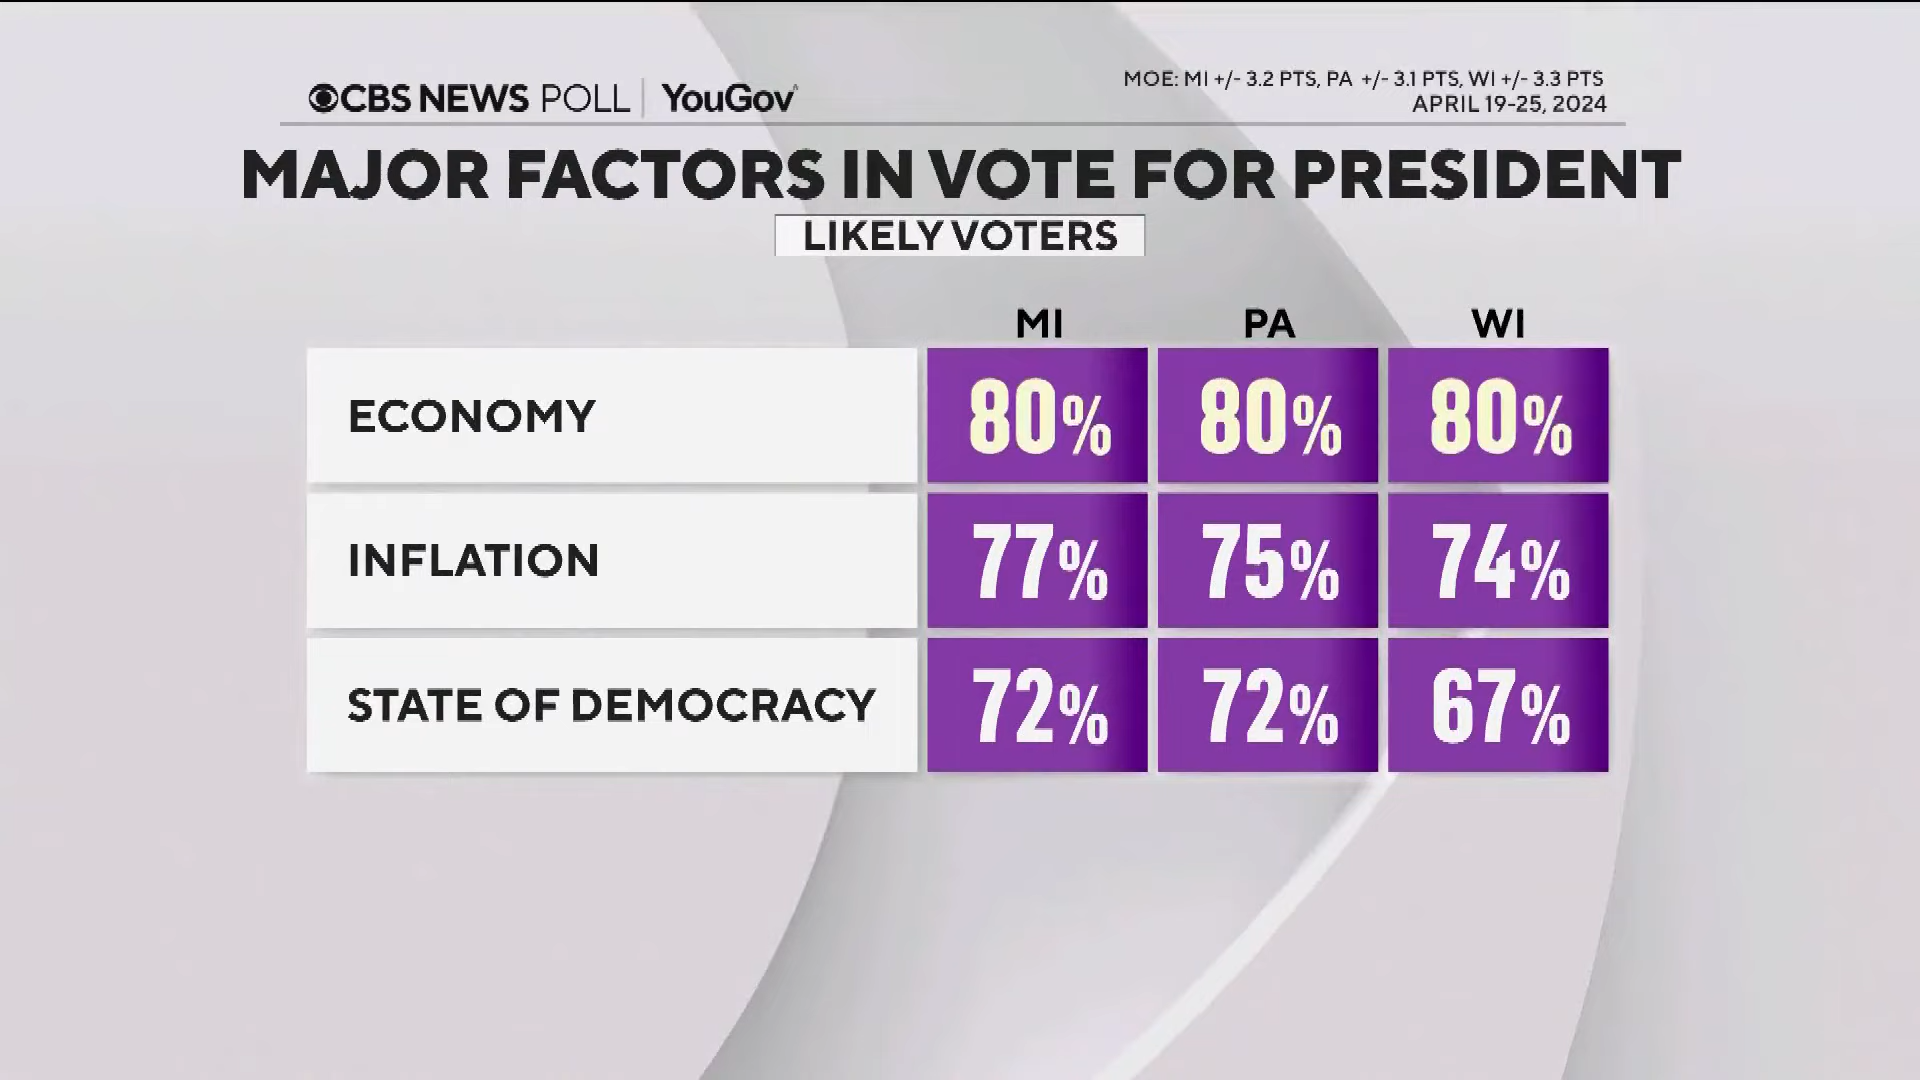 CBS NEWS POLL | YouGov
MOE: MI +/- 3.2 PTS, PA +/- 3.1 PTS, WI +/- 3.3 PTS
APRIL 19-25, 2024
MAJOR FACTORS IN VOTE FOR PRESIDENT
LIKELY VOTERS
MI PA WI
ECONOMY 80% 80% 80%
INFLATION 77% 75% 74%
STATE OF DEMOCRACY 72% 72% 67%